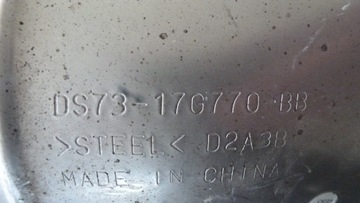 DS73-17G770-BB
>STEEL< D2A3B
MADE IN CHINA